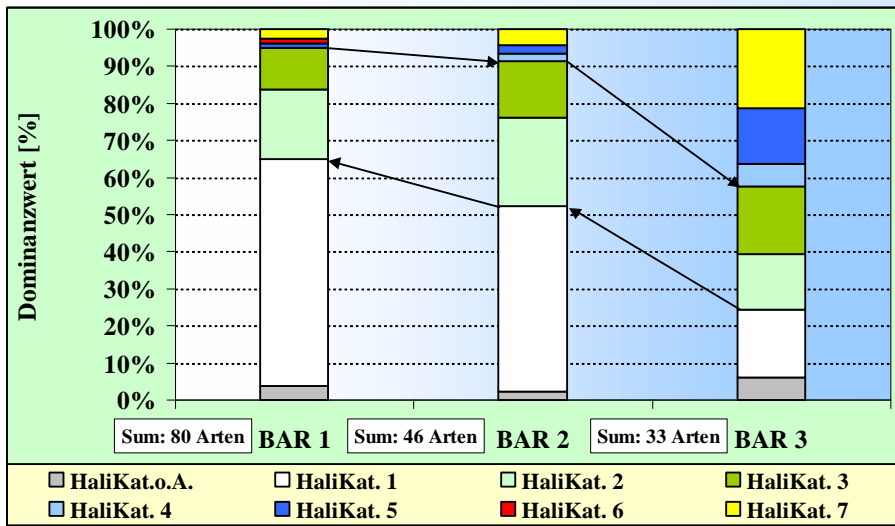 100%
90%
80%
70%
60%
50%
40%
30%
20%
10%
0%
Dominanzwert [%]
Sum: 80 Arten BAR 1 Sum: 46 Arten BAR 2 Sum: 33 Arten BAR 3
HaliKat.o.A. HaliKat. 1 HaliKat. 2 HaliKat. 3
HaliKat. 4 HaliKat. 5 HaliKat. 6 HaliKat. 7